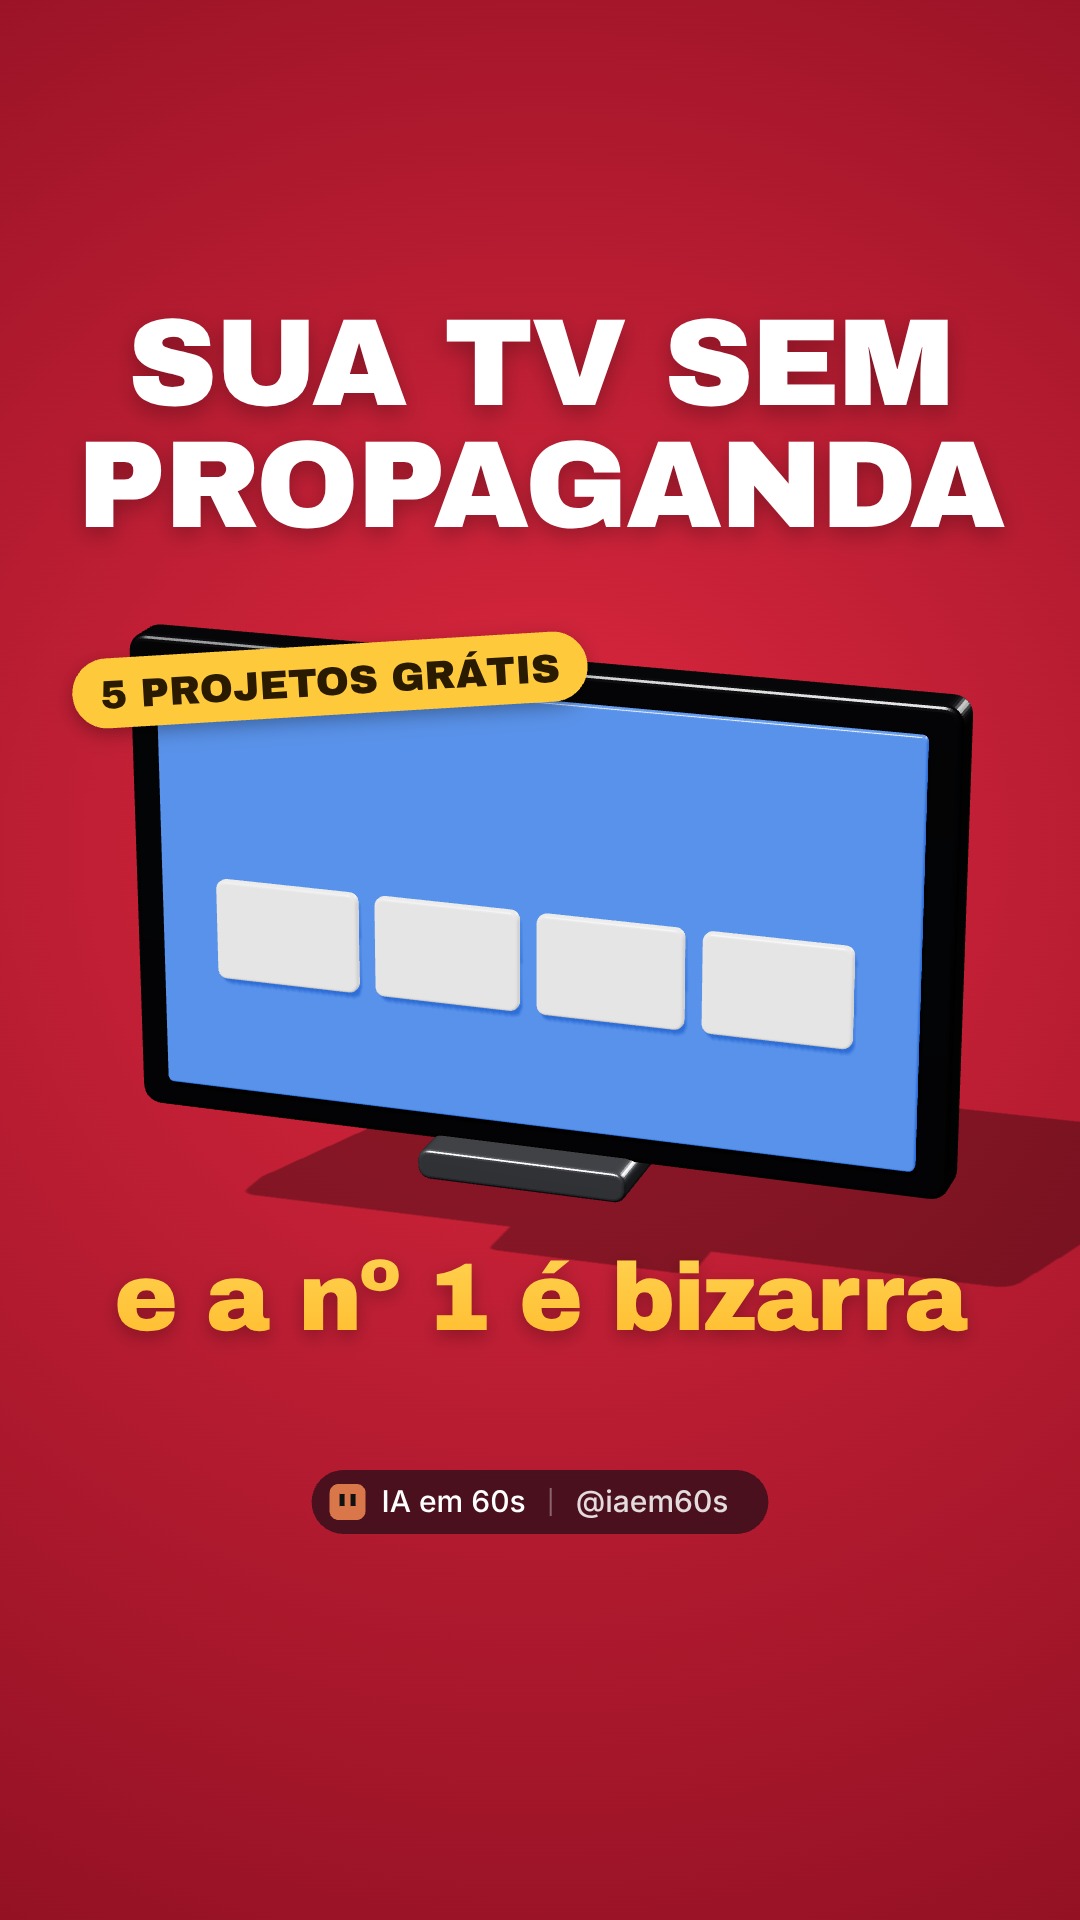 SUA TV SEM
PROPAGANDA
5 PROJETOS GRÁTIS
e a nº 1 é bizarra
IA em 60s | @iaem60s